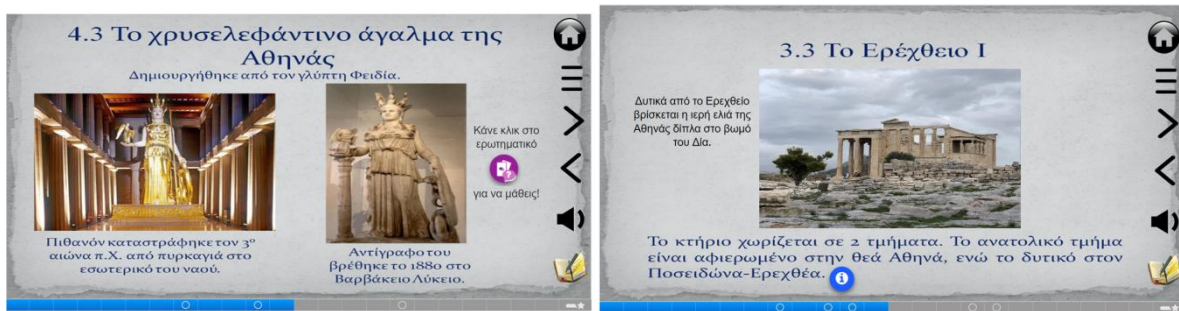 4.3 Το χρυσελεφάντινο άγαλμα της
Αθηνάς
Δημιουργήθηκε από τον γλύπτη Φειδία.
Κάνε κλικ στο
ερωτηματικό
για να μάθεις!
Πιθανόν καταστράφηκε τον 3ο
αιώνα π.Χ. από πυρκαγιά στο
εσωτερικό του ναού.
Αντίγραφο του
βρέθηκε το 1880 στο
Βαρβάκειο Λύκειο.
3.3 Το Ερέχθειο Ι
Δυτικά από το Ερεχθείο
βρίσκεται η ιερή ελιά της
Αθηνάς δίπλα στο βωμό
του Δία.
Το κτήριο χωρίζεται σε 2 τμήματα. Το ανατολικό τμήμα
είναι αφιερωμένο στην θεά Αθηνά, ενώ το δυτικό στον
Ποσειδώνα-Ερεχθέα.